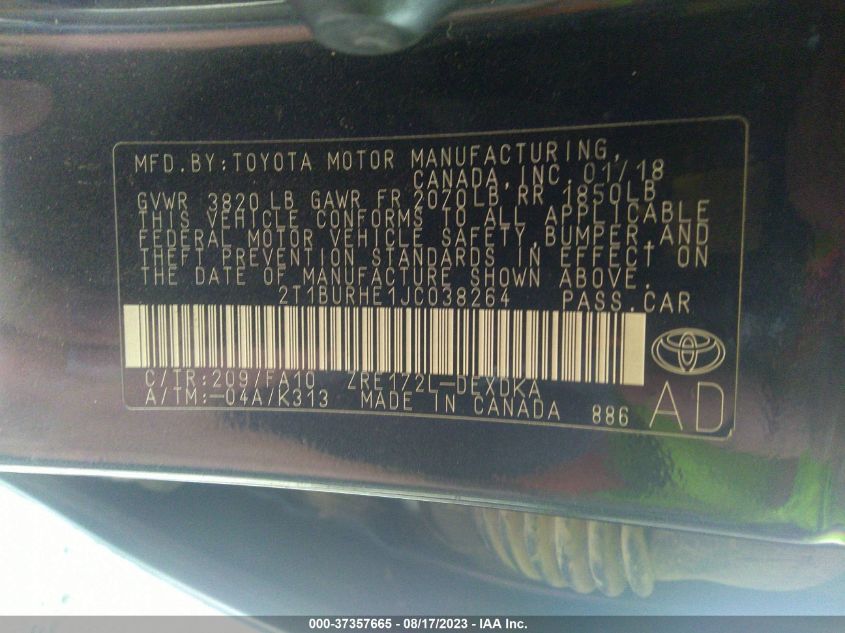 MFD.BY:TOYOTA MOTOR MANUFACTURING,
CANADA,INC.01/18
GVWR 3820LB GAWR FR 2020LB RR 1850LB
THIS VEHICLE CONFORMS TO ALL APPLICABLE
FEDERAL MOTOR VEHICLE SAFETY,BUMPER,AND
THEFT PREVENTION STANDARDS IN EFFECT ON
THE DATE OF MANUFACTURE SHOWN ABOVE.
2T1BURHE1JC038264 PASS.CAR
C/TR:209/FA10 ZRE172L-DEXDKA
A/TM:-04A/K313 MADE IN CANADA 886 AD
000-37357665 - 08/17/2023 - IAA Inc.